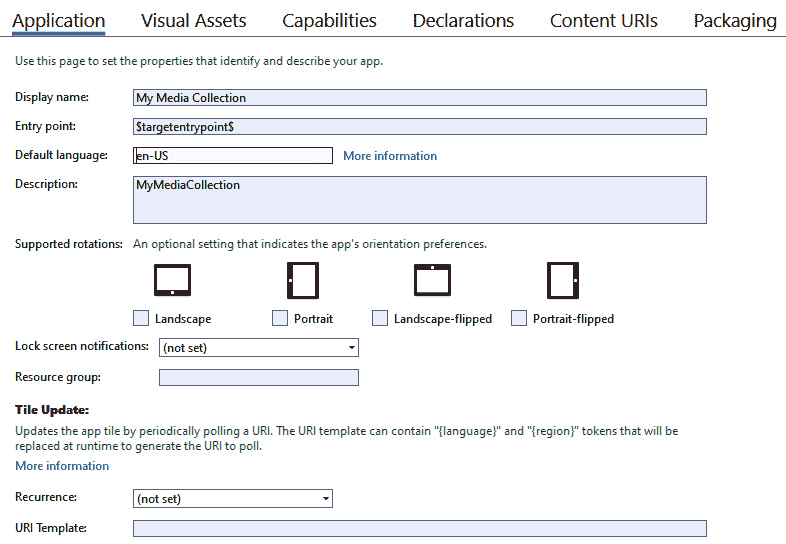 Application Visual Assets Capabilities Declarations Content URIs Packaging
Use this page to set the properties that identify and describe your app.
Display name: My Media Collection
Entry point: $targetentrypoint$
Default language: en-US More information
Description: MyMediaCollection
Supported rotations: An optional setting that indicates the app's orientation preferences.
Landscape Portrait Landscape-flipped Portrait-flipped
Lock screen notifications: (not set)
Resource group:
Tile Update:
Updates the app tile by periodically polling a URI. The URI template can contain "{language}" and "{region}" tokens that will be
replaced at runtime to generate the URI to poll.
More information
Recurrence: (not set)
URI Template: